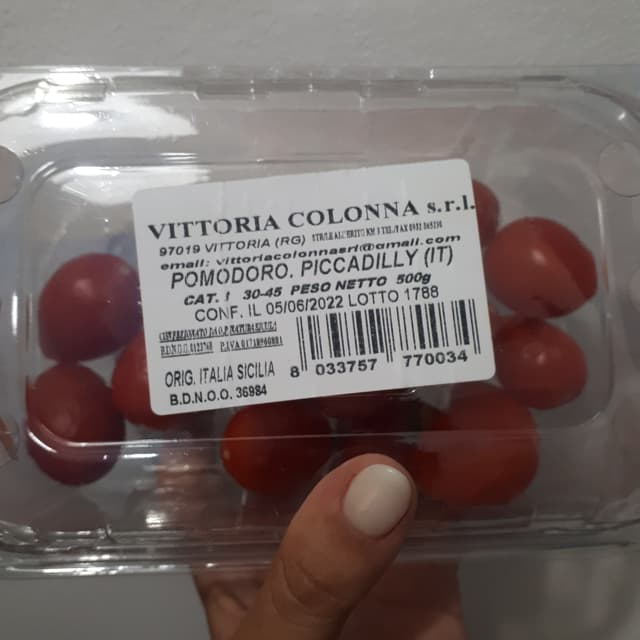 VITTORIA COLONNA s.r.l.
97019 VITTORIA (RG)
email: vittoriacolonnasrl@gmail.com
POMODORO. PICCADILLY (IT)
CAT. I 30-45 PESO NETTO 500g
CONF. IL 05/06/2022 LOTTO 1788
ORIG. ITALIA SICILIA
B.D.N.O.O. 36984
8 033757 770034